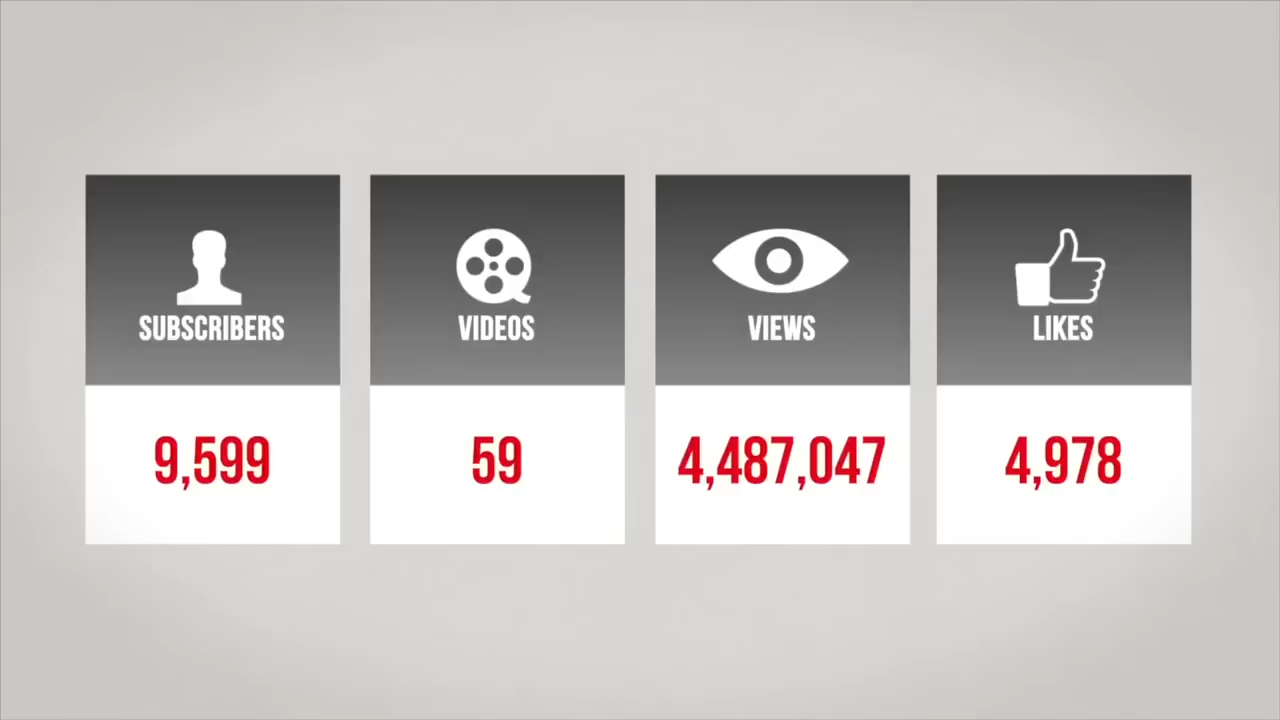 SUBSCRIBERS
9,599
VIDEOS
59
VIEWS
4,487,047
LIKES
4,978